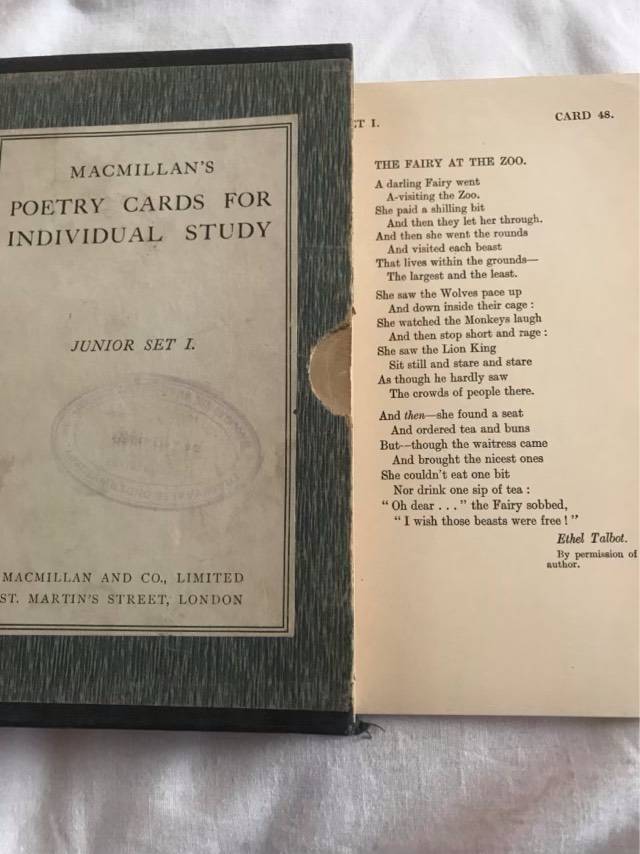 MACMILLAN'S
POETRY CARDS FOR
INDIVIDUAL STUDY
JUNIOR SET I.
MACMILLAN AND CO., LIMITED
ST. MARTIN'S STREET, LONDON
T I.
CARD 48.
THE FAIRY AT THE ZOO.
A darling Fairy went
A-visiting the Zoo.
She paid a shilling bit
And then they let her through.
And then she went the rounds
And visited each beast
That lives within the grounds—
The largest and the least.
She saw the Wolves pace up
And down inside their cage :
She watched the Monkeys laugh
And then stop short and rage :
She saw the Lion King
Sit still and stare and stare
As though he hardly saw
The crowds of people there.
And then—she found a seat
And ordered tea and buns
But--though the waitress came
And brought the nicest ones
She couldn't eat one bit
Nor drink one sip of tea :
" Oh dear . . . " the Fairy sobbed,
" I wish those beasts were free ! "
Ethel Talbot.
By permission of
author.